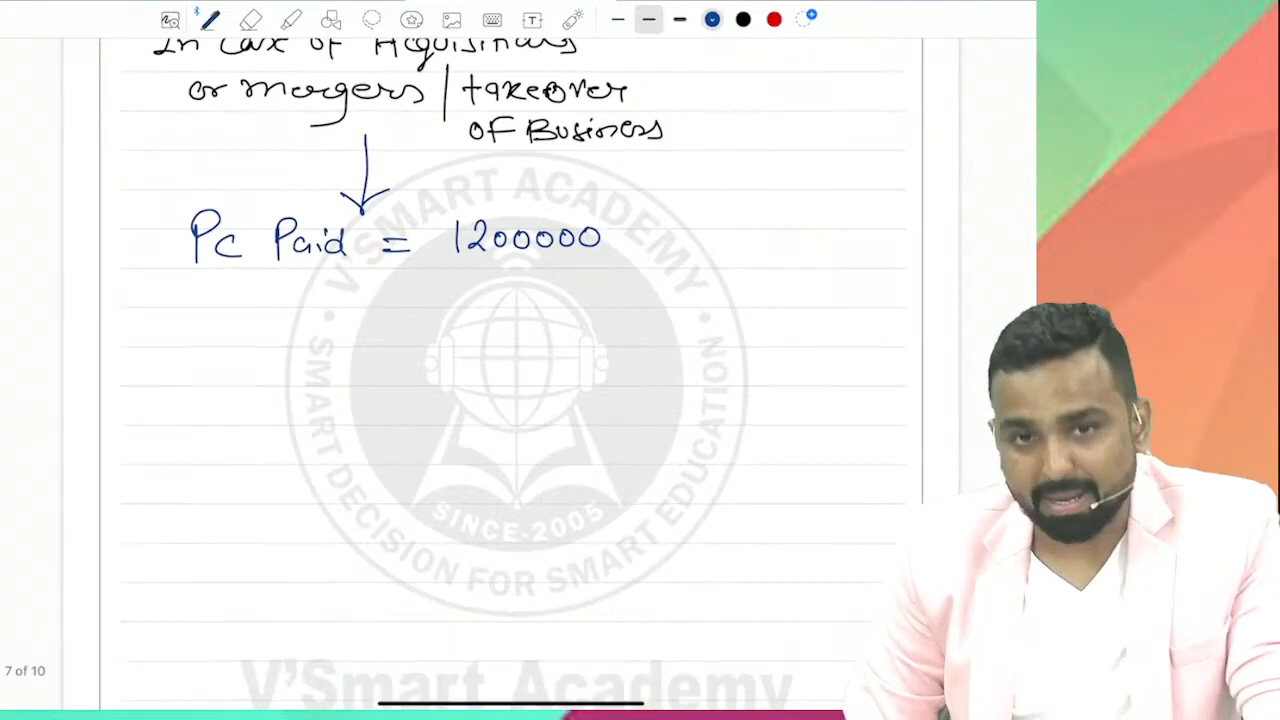 In case of Acquisitions
or mergers | takeover
of Business
Pc Paid = 1200000
V'SMART ACADEMY
SMART DECISION FOR SMART EDUCATION
SINCE-2005
7 of 10
V'Smart Academy